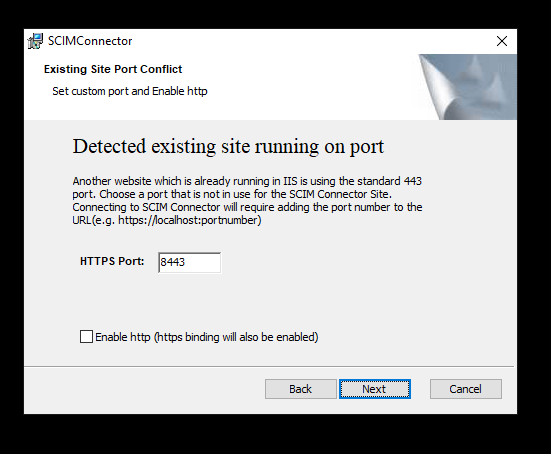 SCIMConnector
Existing Site Port Conflict
Set custom port and Enable http
Detected existing site running on port
Another website which is already running in IIS is using the standard 443
port. Choose a port that is not in use for the SCIM Connector Site.
Connecting to SCIM Connector will require adding the port number to the
URL(e.g. https://localhost:portnumber)
HTTPS Port: 8443
Enable http (https binding will also be enabled)
Back Next Cancel